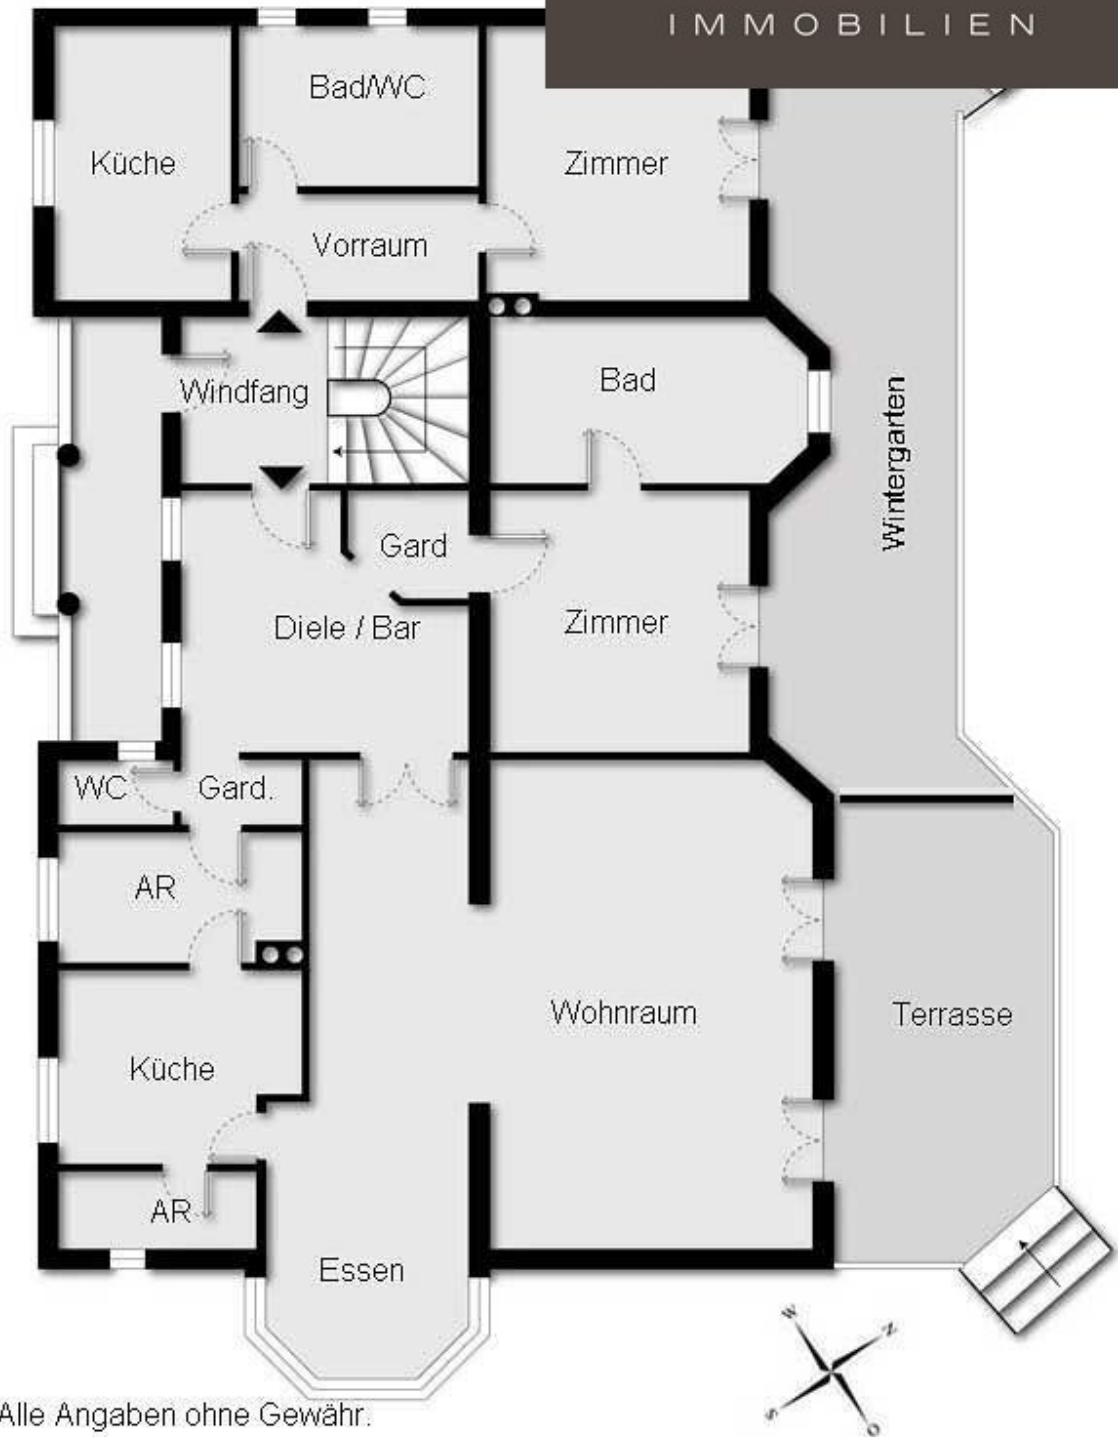 IMMOBILIEN
Bad/WC
Küche
Zimmer
Vorraum
Windfang
Bad
Wintergarten
Gard
Diele / Bar
Zimmer
WC
Gard.
AR
Wohnraum
Terrasse
Küche
AR
Essen
W
N
S
O
Alle Angaben ohne Gewähr.